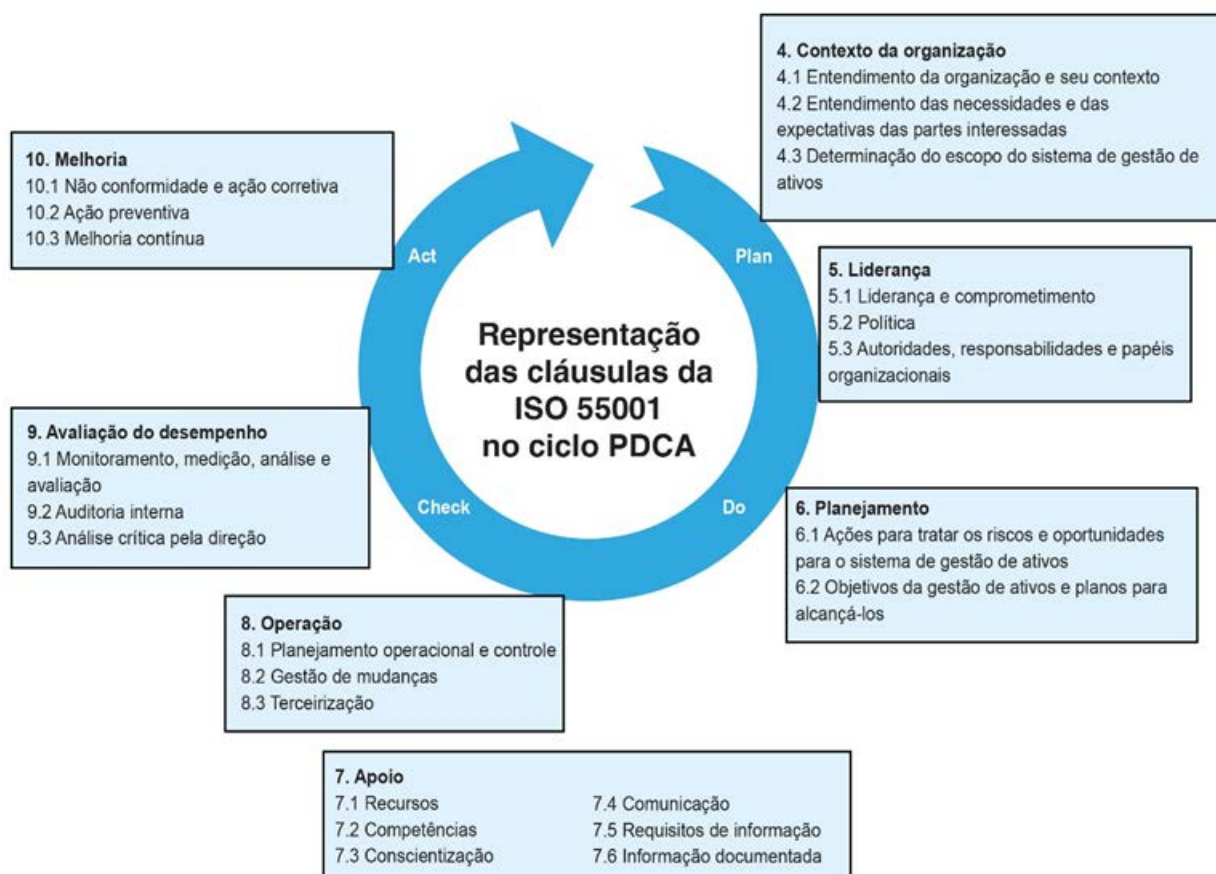 4. Contexto da organização
4.1 Entendimento da organização e seu contexto
4.2 Entendimento das necessidades e das
expectativas das partes interessadas
4.3 Determinação do escopo do sistema de gestão de
ativos
10. Melhoria
10.1 Não conformidade e ação corretiva
10.2 Ação preventiva
10.3 Melhoria contínua
Act
Plan
5. Liderança
5.1 Liderança e comprometimento
5.2 Política
5.3 Autoridades, responsabilidades e papéis
organizacionais
Representação
das cláusulas da
ISO 55001
no ciclo PDCA
9. Avaliação do desempenho
9.1 Monitoramento, medição, análise e
avaliação
9.2 Auditoria interna
9.3 Análise crítica pela direção
Check
Do
6. Planejamento
6.1 Ações para tratar os riscos e oportunidades
para o sistema de gestão de ativos
6.2 Objetivos da gestão de ativos e planos para
alcançá-los
8. Operação
8.1 Planejamento operacional e controle
8.2 Gestão de mudanças
8.3 Terceirização
7. Apoio
7.1 Recursos
7.2 Competências
7.3 Conscientização
7.4 Comunicação
7.5 Requisitos de informação
7.6 Informação documentada